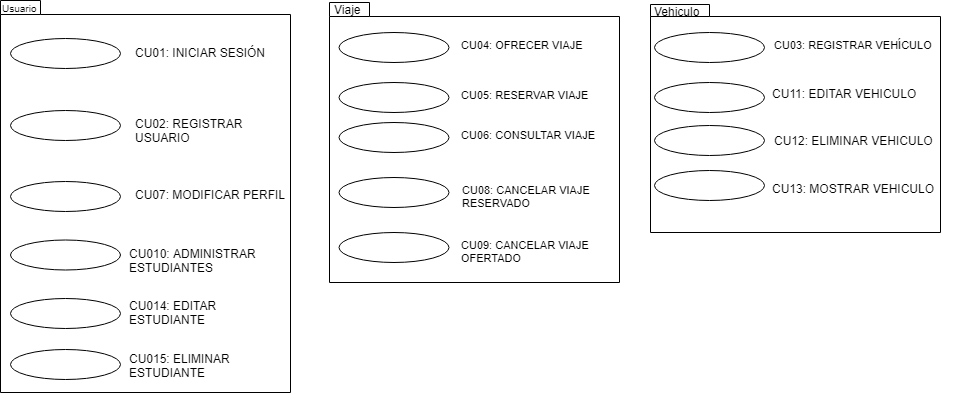 Usuario
CU01: INICIAR SESIÓN
CU02: REGISTRAR
USUARIO
CU07: MODIFICAR PERFIL
CU010: ADMINISTRAR
ESTUDIANTES
CU014: EDITAR
ESTUDIANTE
CU015: ELIMINAR
ESTUDIANTE
Viaje
CU04: OFRECER VIAJE
CU05: RESERVAR VIAJE
CU06: CONSULTAR VIAJE
CU08: CANCELAR VIAJE
RESERVADO
CU09: CANCELAR VIAJE
OFERTADO
Vehiculo
CU03: REGISTRAR VEHÍCULO
CU11: EDITAR VEHICULO
CU12: ELIMINAR VEHICULO
CU13: MOSTRAR VEHICULO